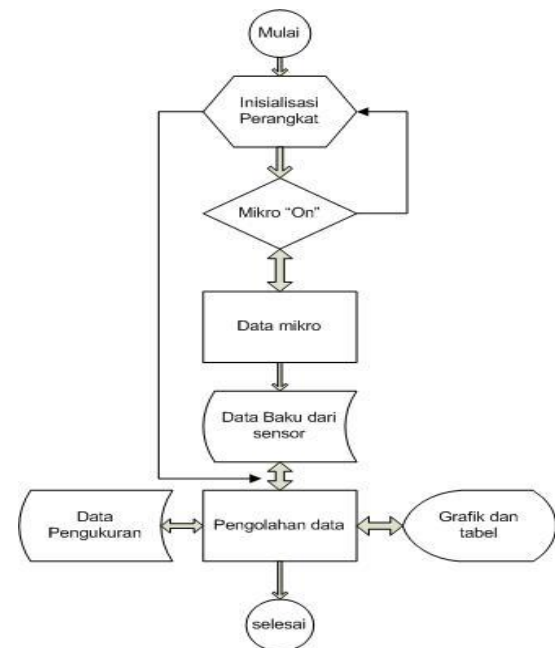 Mulai
Inisialisasi
Perangkat
Mikro “On”
Data mikro
Data Baku dari
sensor
Data
Pengukuran
Pengolahan data
Grafik dan
tabel
selesai